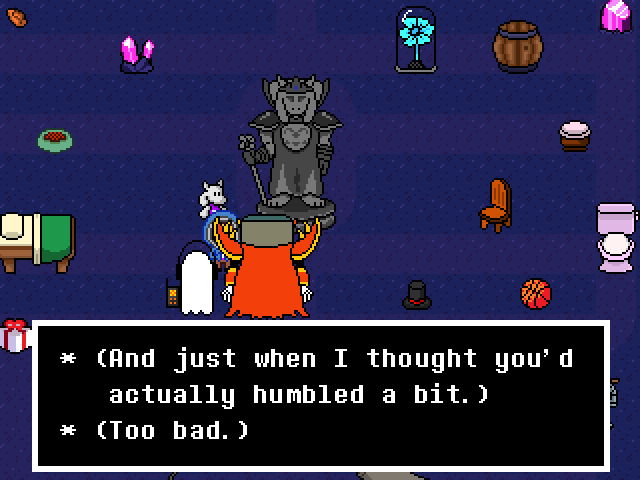 * (And just when I thought you'd
actually humbled a bit.)
* (Too bad.)